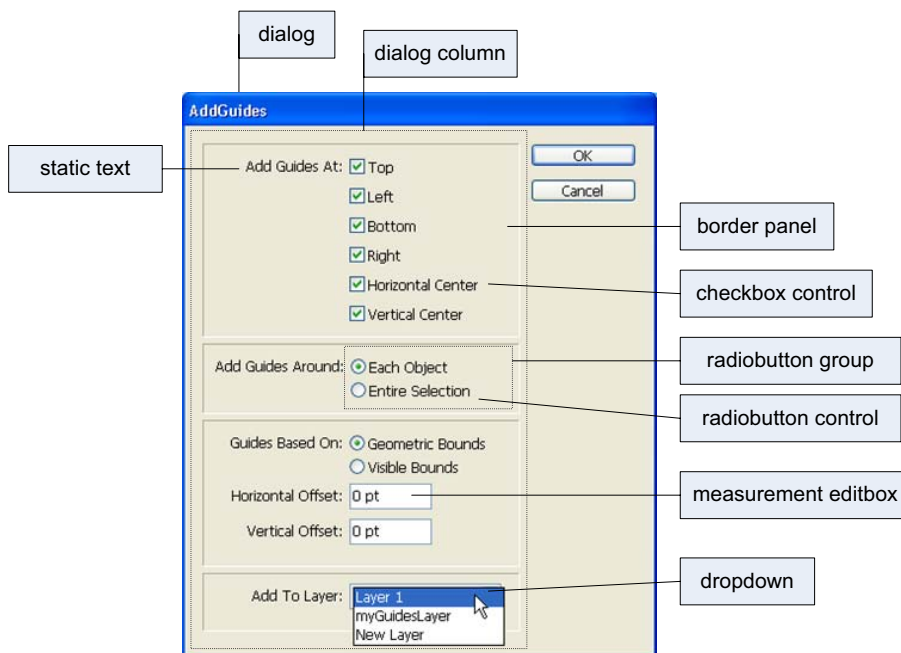 dialog
dialog column
AddGuides
static text
Add Guides At:
Top
OK
Left
Cancel
Bottom
border panel
Right
Horizontal Center
checkbox control
Vertical Center
radiobutton group
Add Guides Around:
Each Object
Entire Selection
radiobutton control
Guides Based On:
Geometric Bounds
Visible Bounds
Horizontal Offset:
0 pt
measurement editbox
Vertical Offset:
0 pt
dropdown
Add To Layer:
Layer 1
myGuidesLayer
New Layer